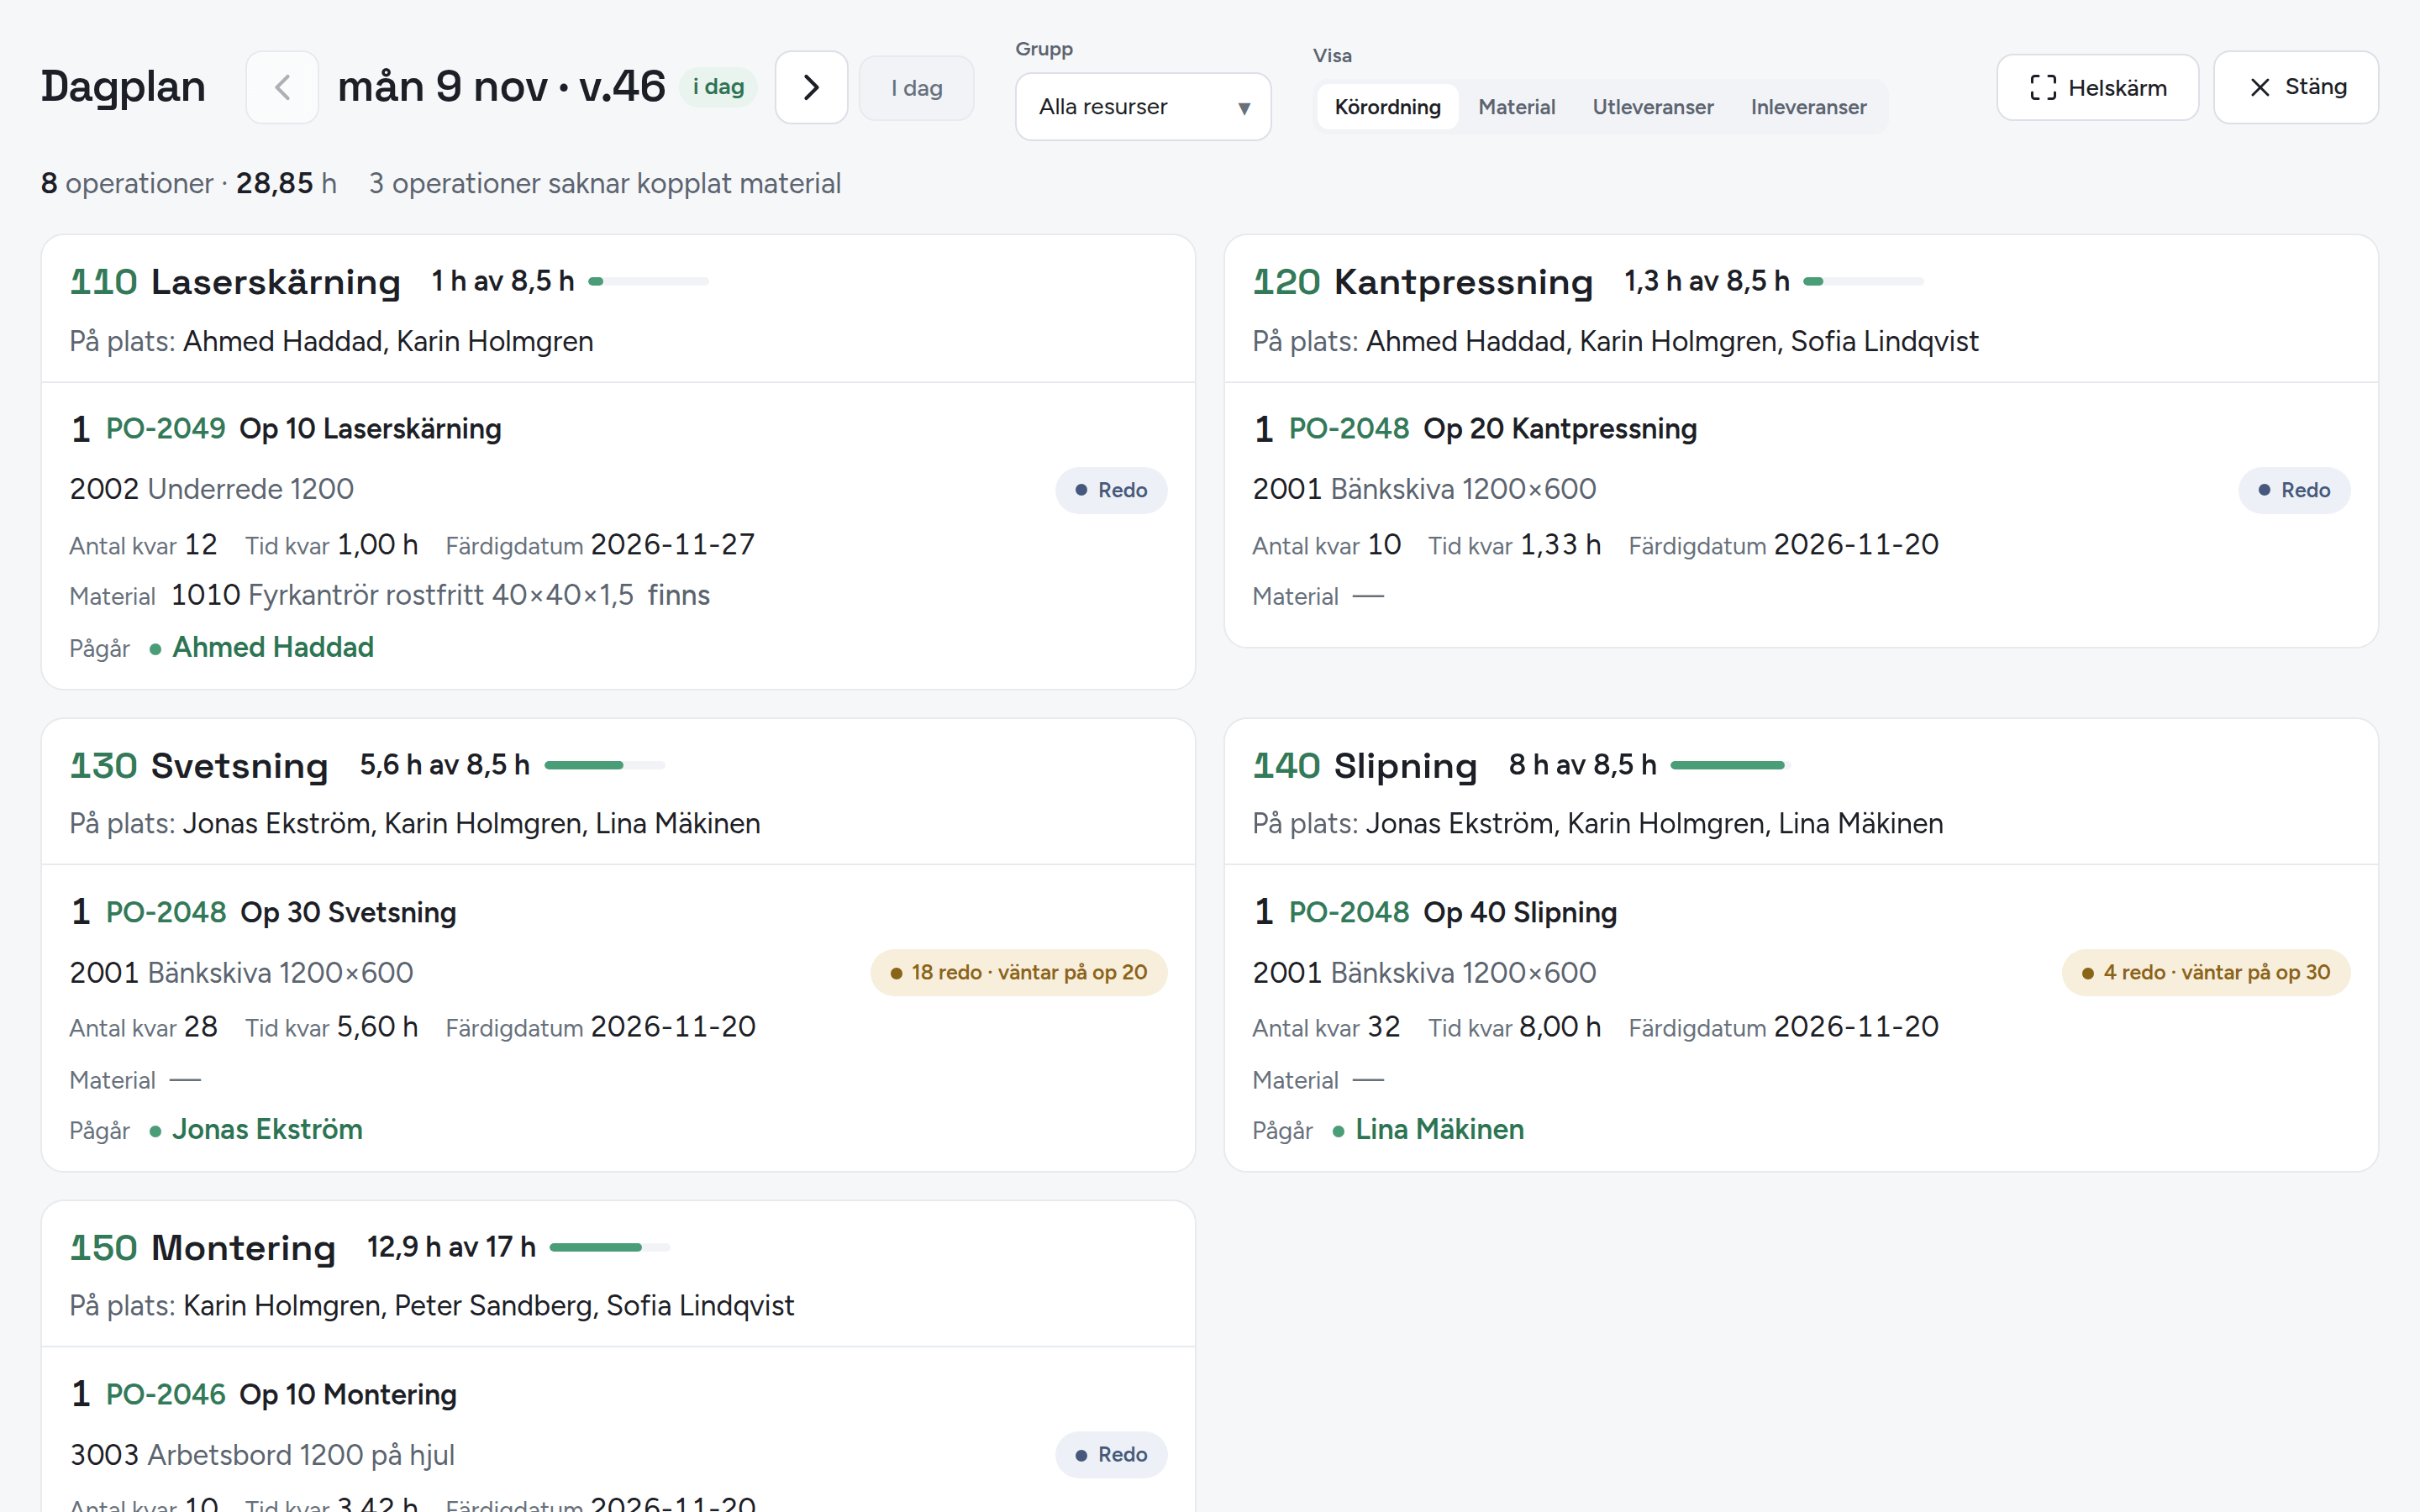 Dagplan
mån 9 nov · v.46 i dag
I dag
Grupp
Alla resurser
Visa
Körordning Material Utleveranser Inleveranser
Helskärm
Stäng
8 operationer · 28,85 h 3 operationer saknar kopplat material
110 Laserskärning 1 h av 8,5 h
På plats: Ahmed Haddad, Karin Holmgren
1 PO-2049 Op 10 Laserskärning
2002 Underrede 1200
Redo
Antal kvar 12 Tid kvar 1,00 h Färdigdatum 2026-11-27
Material 1010 Fyrkantrör rostfritt 40×40×1,5 finns
Pågår Ahmed Haddad
120 Kantpressning 1,3 h av 8,5 h
På plats: Ahmed Haddad, Karin Holmgren, Sofia Lindqvist
1 PO-2048 Op 20 Kantpressning
2001 Bänkskiva 1200×600
Redo
Antal kvar 10 Tid kvar 1,33 h Färdigdatum 2026-11-20
Material —
130 Svetsning 5,6 h av 8,5 h
På plats: Jonas Ekström, Karin Holmgren, Lina Mäkinen
1 PO-2048 Op 30 Svetsning
2001 Bänkskiva 1200×600
18 redo · väntar på op 20
Antal kvar 28 Tid kvar 5,60 h Färdigdatum 2026-11-20
Material —
Pågår Jonas Ekström
140 Slipning 8 h av 8,5 h
På plats: Jonas Ekström, Karin Holmgren, Lina Mäkinen
1 PO-2048 Op 40 Slipning
2001 Bänkskiva 1200×600
4 redo · väntar på op 30
Antal kvar 32 Tid kvar 8,00 h Färdigdatum 2026-11-20
Material —
Pågår Lina Mäkinen
150 Montering 12,9 h av 17 h
På plats: Karin Holmgren, Peter Sandberg, Sofia Lindqvist
1 PO-2046 Op 10 Montering
3003 Arbetsbord 1200 på hjul
Redo
Antal kvar 10 Tid kvar 3,42 h Färdigdatum 2026-11-20